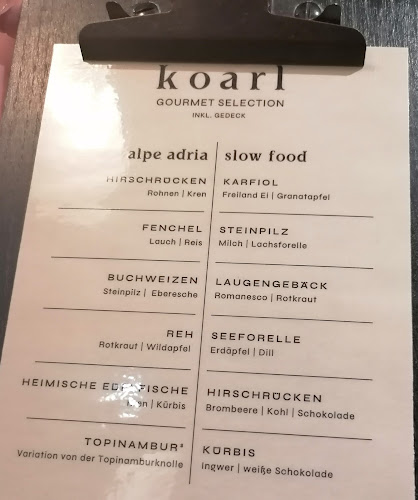 koarl
GOURMET SELECTION
INKL. GEDECK
alpe adria
HIRSCHRÜCKEN
Rohnen | Kren
FENCHEL
Lauch | Reis
BUCHWEIZEN
Steinpilz | Eberesche
REH
Rotkraut | Wildapfel
HEIMISCHE EDELFISCHE
| Kürbis
TOPINAMBUR²
Variation von der Topinamburknolle
slow food
KARFIOL
Freiland Ei | Granatapfel
STEINPILZ
Milch | Lachsforelle
LAUGENGEBÄCK
Romanesco | Rotkraut
SEEFORELLE
Erdäpfel | Dill
HIRSCHRÜCKEN
Brombeere | Kohl | Schokolade
KÜRBIS
Ingwer | weiße Schokolade